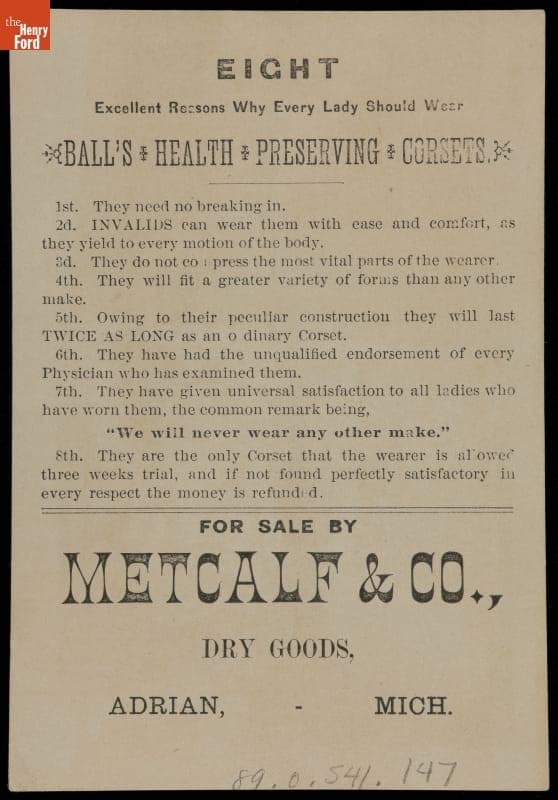 the
Henry
Ford
EIGHT
Excellent Reasons Why Every Lady Should Wear
BALL'S HEALTH PRESERVING CORSETS.
1st. They need no breaking in.
2d. INVALIDS can wear them with ease and comfort, as
they yield to every motion of the body.
3d. They do not co press the most vital parts of the wearer.
4th. They will fit a greater variety of forms than any other
make.
5th. Owing to their peculiar construction they will last
TWICE AS LONG as an o dinary Corset.
6th. They have had the unqualified endorsement of every
Physician who has examined them.
7th. They have given universal satisfaction to all ladies who
have worn them, the common remark being,
"We will never wear any other make."
8th. They are the only Corset that the wearer is allowed
three weeks trial, and if not found perfectly satisfactory in
every respect the money is refunded.
FOR SALE BY
METCALF & CO.,
DRY GOODS,
ADRIAN, - MICH.
89.0.541.147